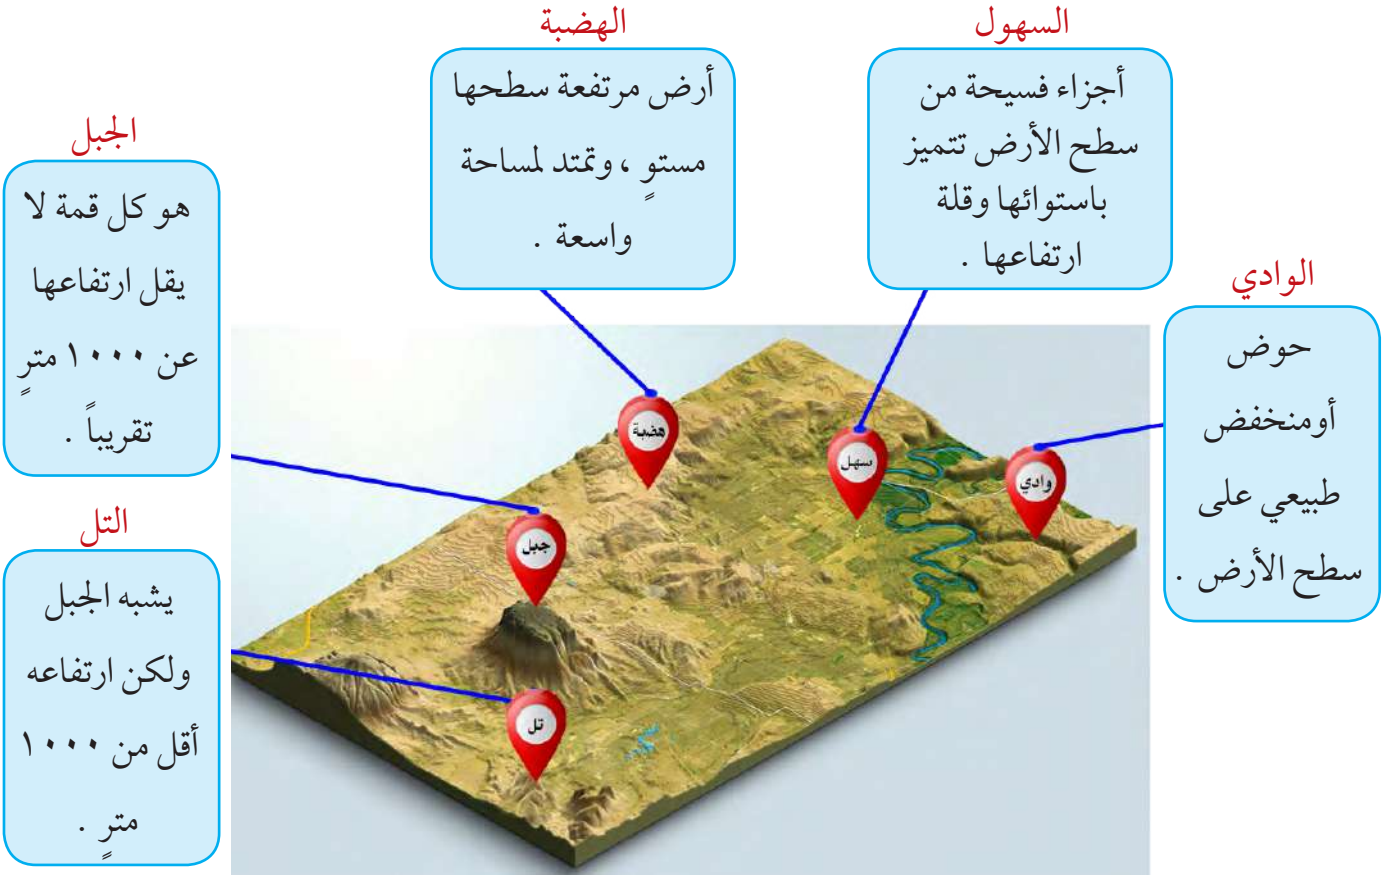 السهول
أجزاء فسيحة من
سطح الأرض تتميز
باستوائها وقلة
ارتفاعها .
الهضبة
أرض مرتفعة سطحها
مستوٍ ، وتمتد لمساحة
واسعة .
الجبل
هو كل قمة لا
يقل ارتفاعها
عن ١٠٠٠ مترٍ
تقريباً .
الوادي
حوض
أومنخفض
طبيعي على
سطح الأرض .
التل
يشبه الجبل
ولكن ارتفاعه
أقل من ١٠٠٠
مترٍ .
هضبة
سهل
وادي
جبل
تل